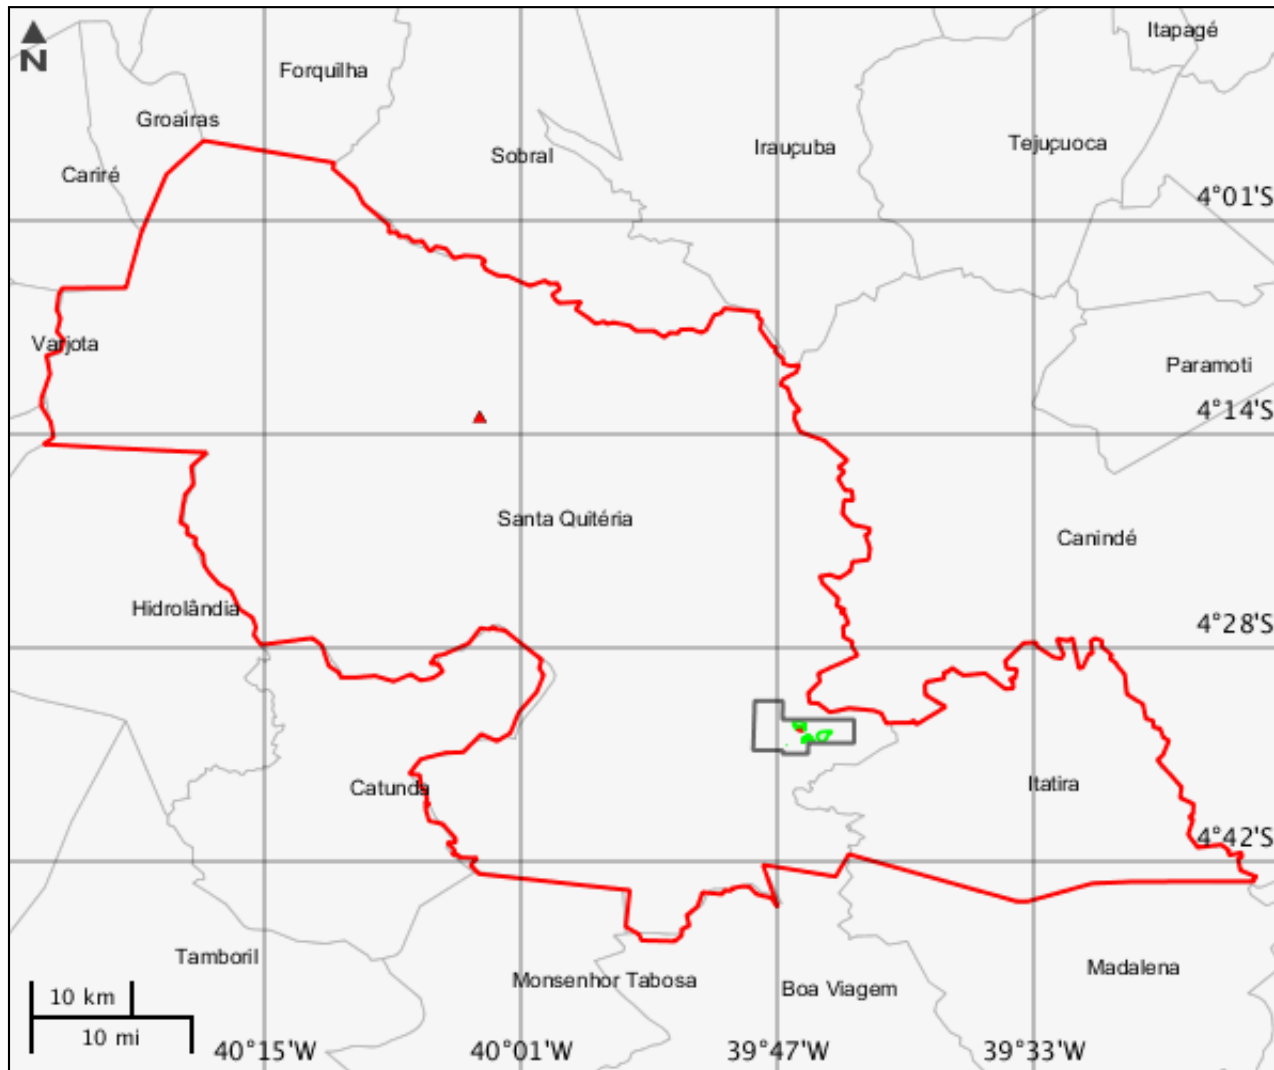 N
Itapagé
Forquilha
Groaíras
Sobral
Irauçuba
Tejuçuoca
Cariré
4°01'S
Varjota
Paramoti
4°14'S
Santa Quitéria
Canindé
Hidrolândia
4°28'S
Catunda
Itatira
4°42'S
Tamboril
Monsenhor Tabosa
Boa Viagem
Madalena
10 km
10 mi
40°15'W
40°01'W
39°47'W
39°33'W